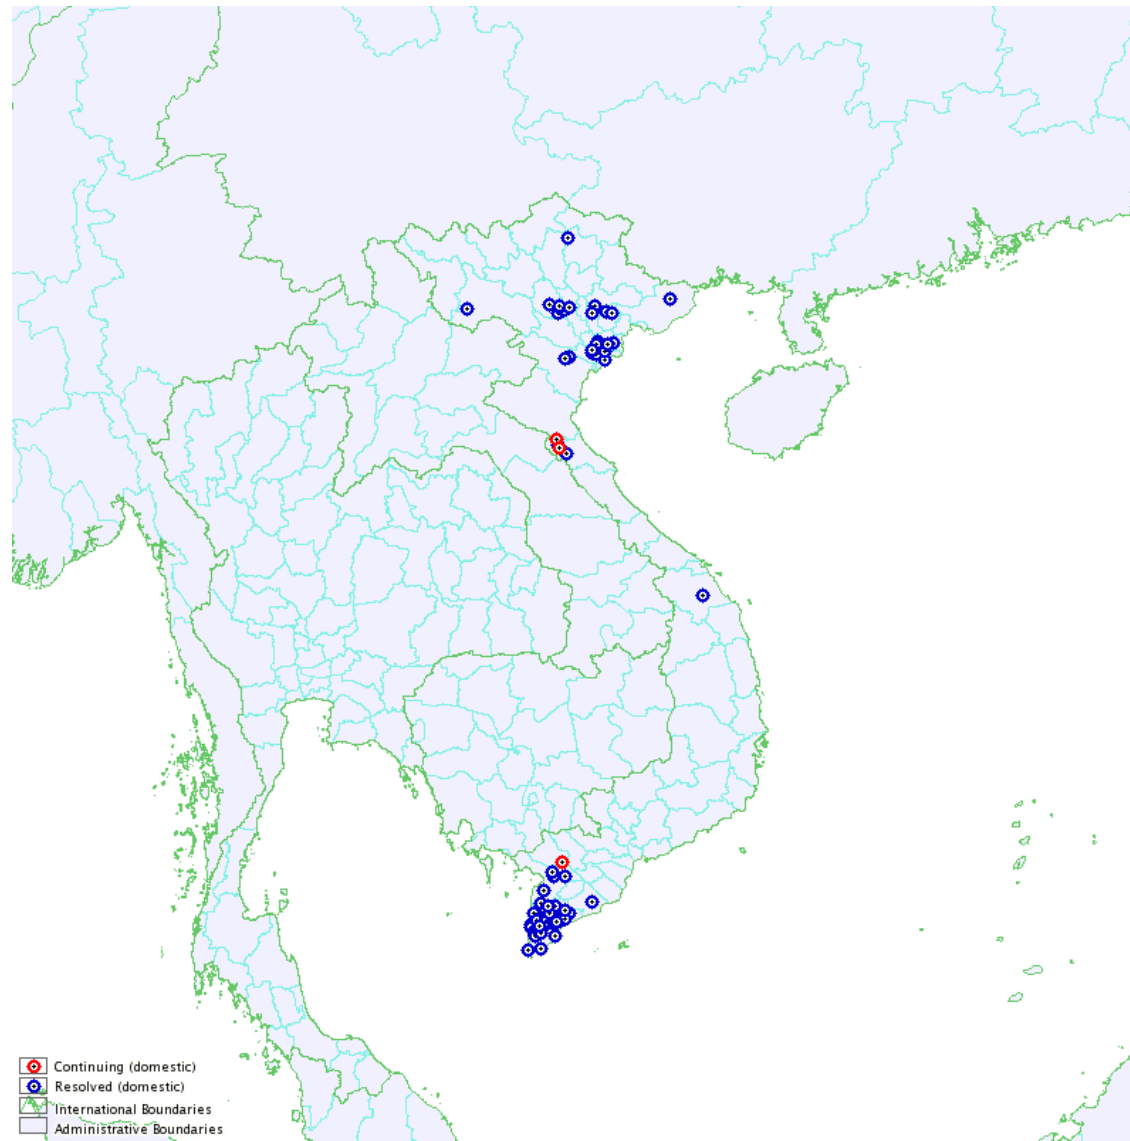 Continuing (domestic)
Resolved (domestic)
International Boundaries
Administrative Boundaries